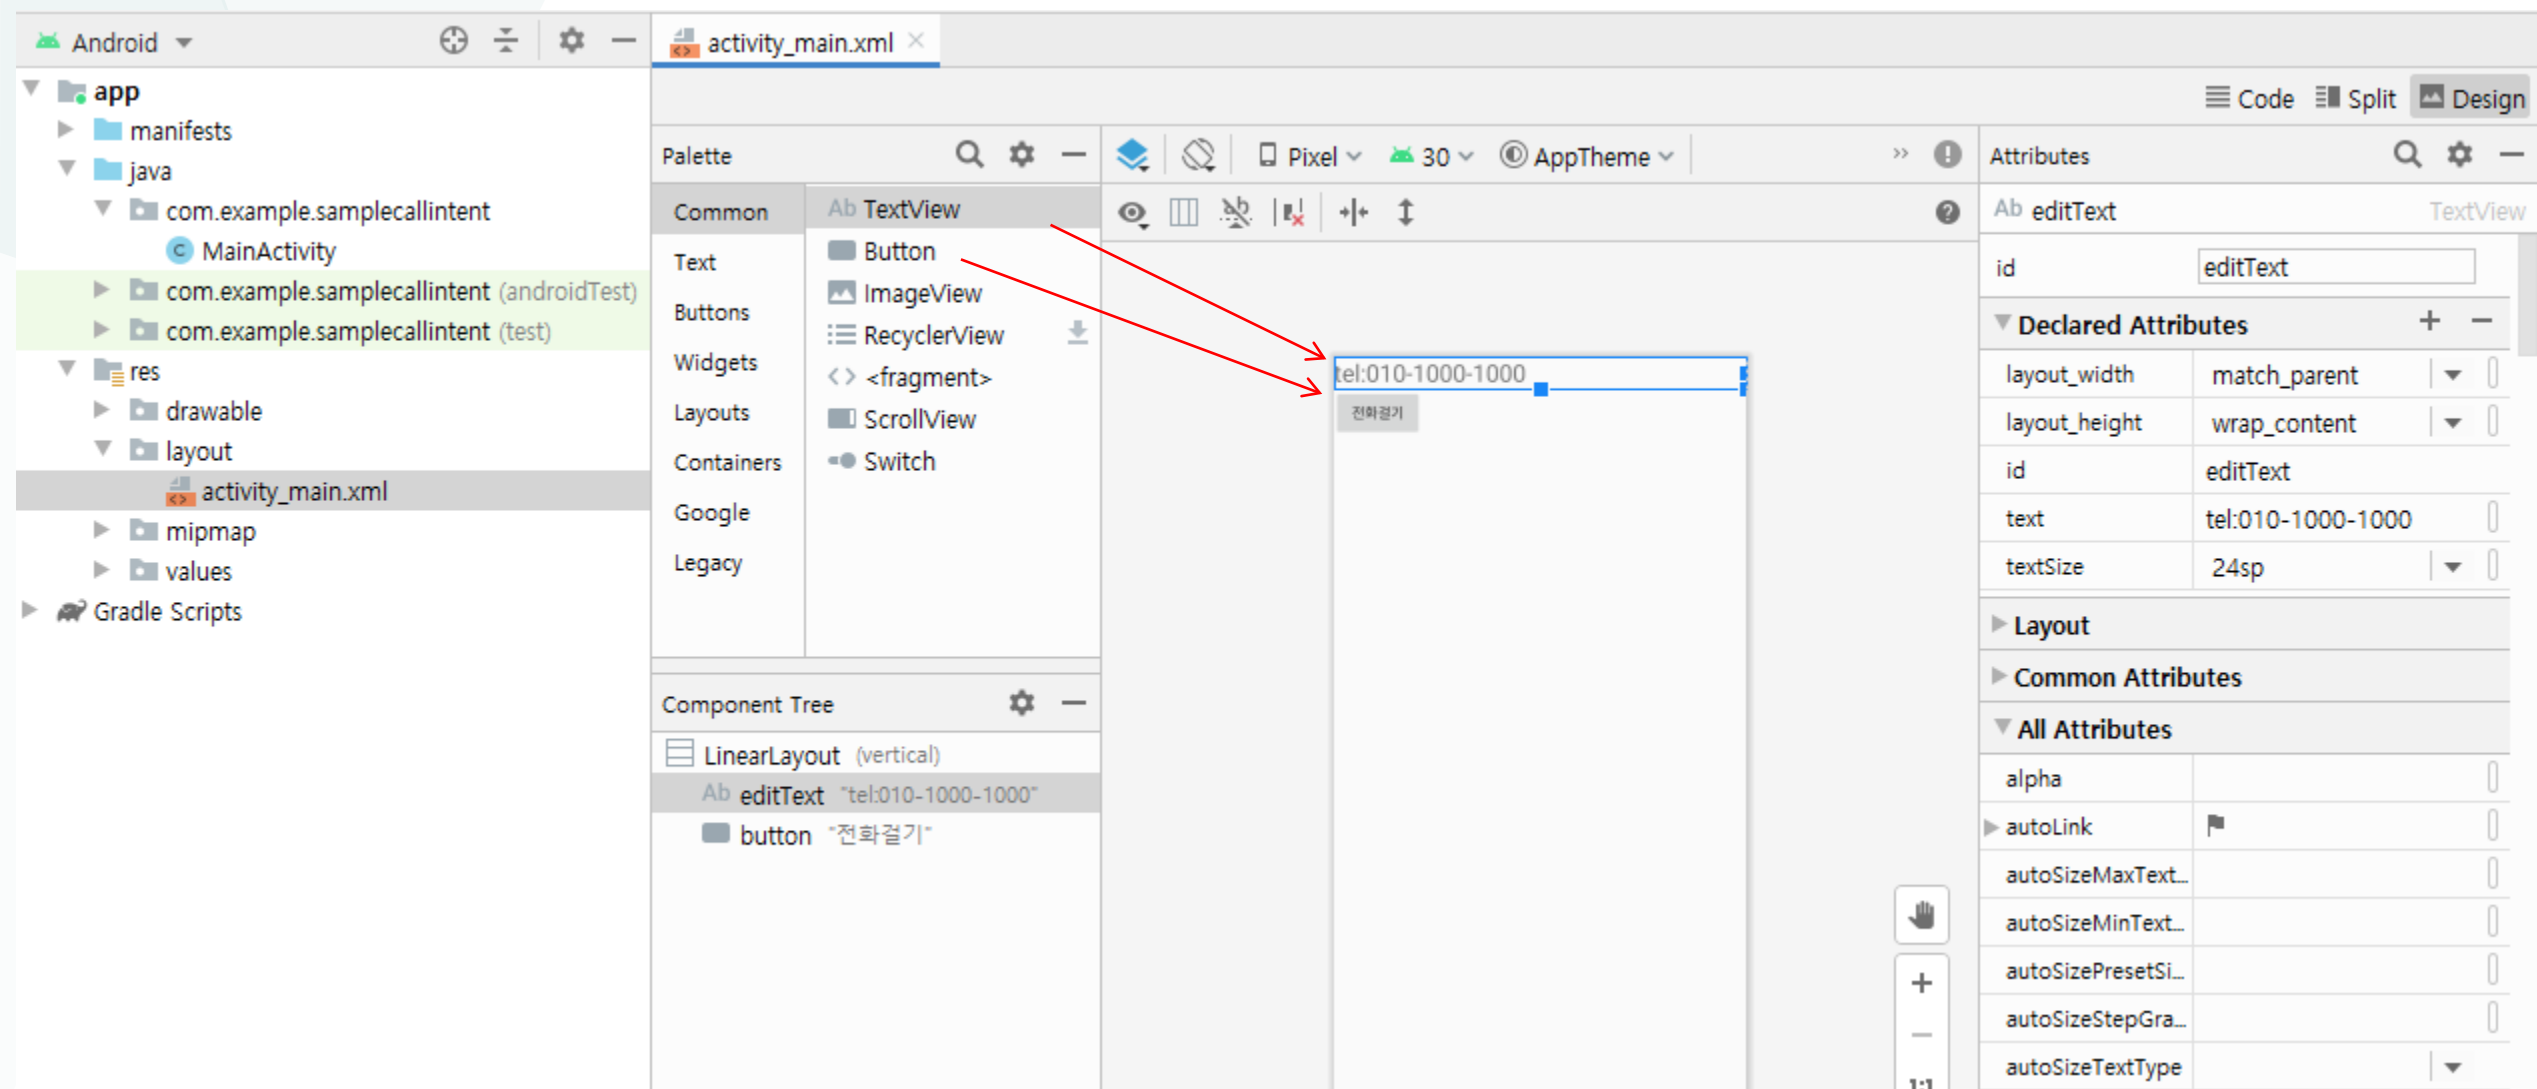 Android
activity_main.xml
app
manifests
java
com.example.samplecallintent
MainActivity
com.example.samplecallintent (androidTest)
com.example.samplecallintent (test)
res
drawable
layout
activity_main.xml
mipmap
values
Gradle Scripts
Code Split Design
Palette
Common
Text
Buttons
Widgets
Layouts
Containers
Google
Legacy
Ab TextView
Button
ImageView
RecyclerView
<fragment>
ScrollView
Switch
Component Tree
LinearLayout (vertical)
Ab editText "tel:010-1000-1000"
button "전화걸기"
Pixel 30 AppTheme
tel:010-1000-1000
전화걸기
1:1
Attributes
Ab editText TextView
id editText
Declared Attributes
layout_width match_parent
layout_height wrap_content
id editText
text tel:010-1000-1000
textSize 24sp
Layout
Common Attributes
All Attributes
alpha
autoLink
autoSizeMaxText...
autoSizeMinText...
autoSizePresetSi...
autoSizeStepGra...
autoSizeTextType